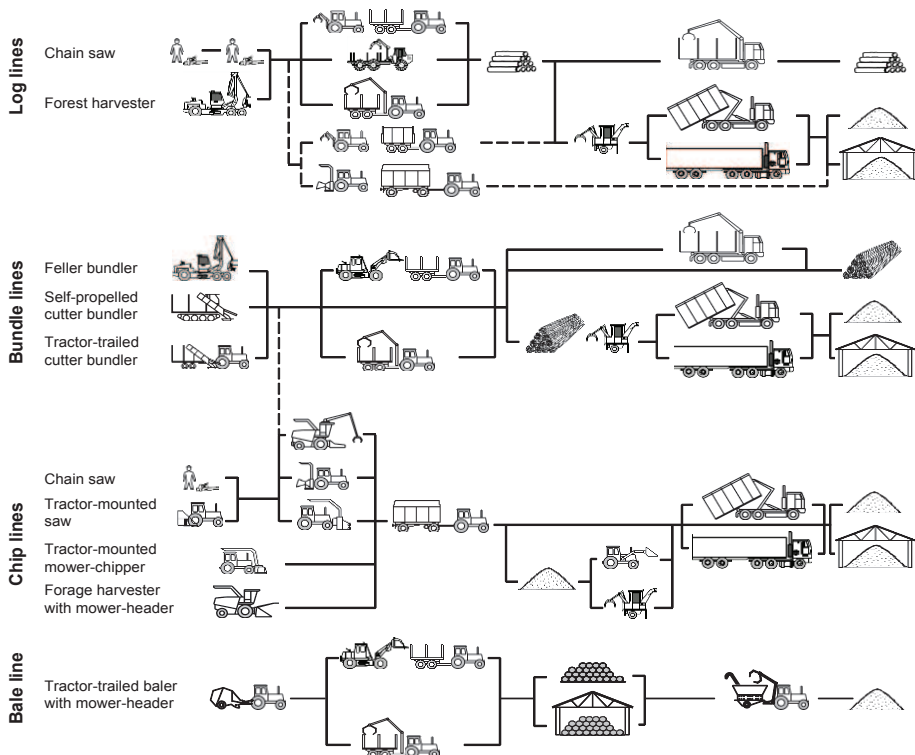 Log lines
Chain saw
Forest harvester
Bundle lines
Feller bundler
Self-propelled
cutter bundler
Tractor-trailed
cutter bundler
Chip lines
Chain saw
Tractor-mounted
saw
Tractor-mounted
mower-chipper
Forage harvester
with mower-header
Bale line
Tractor-trailed baler
with mower-header